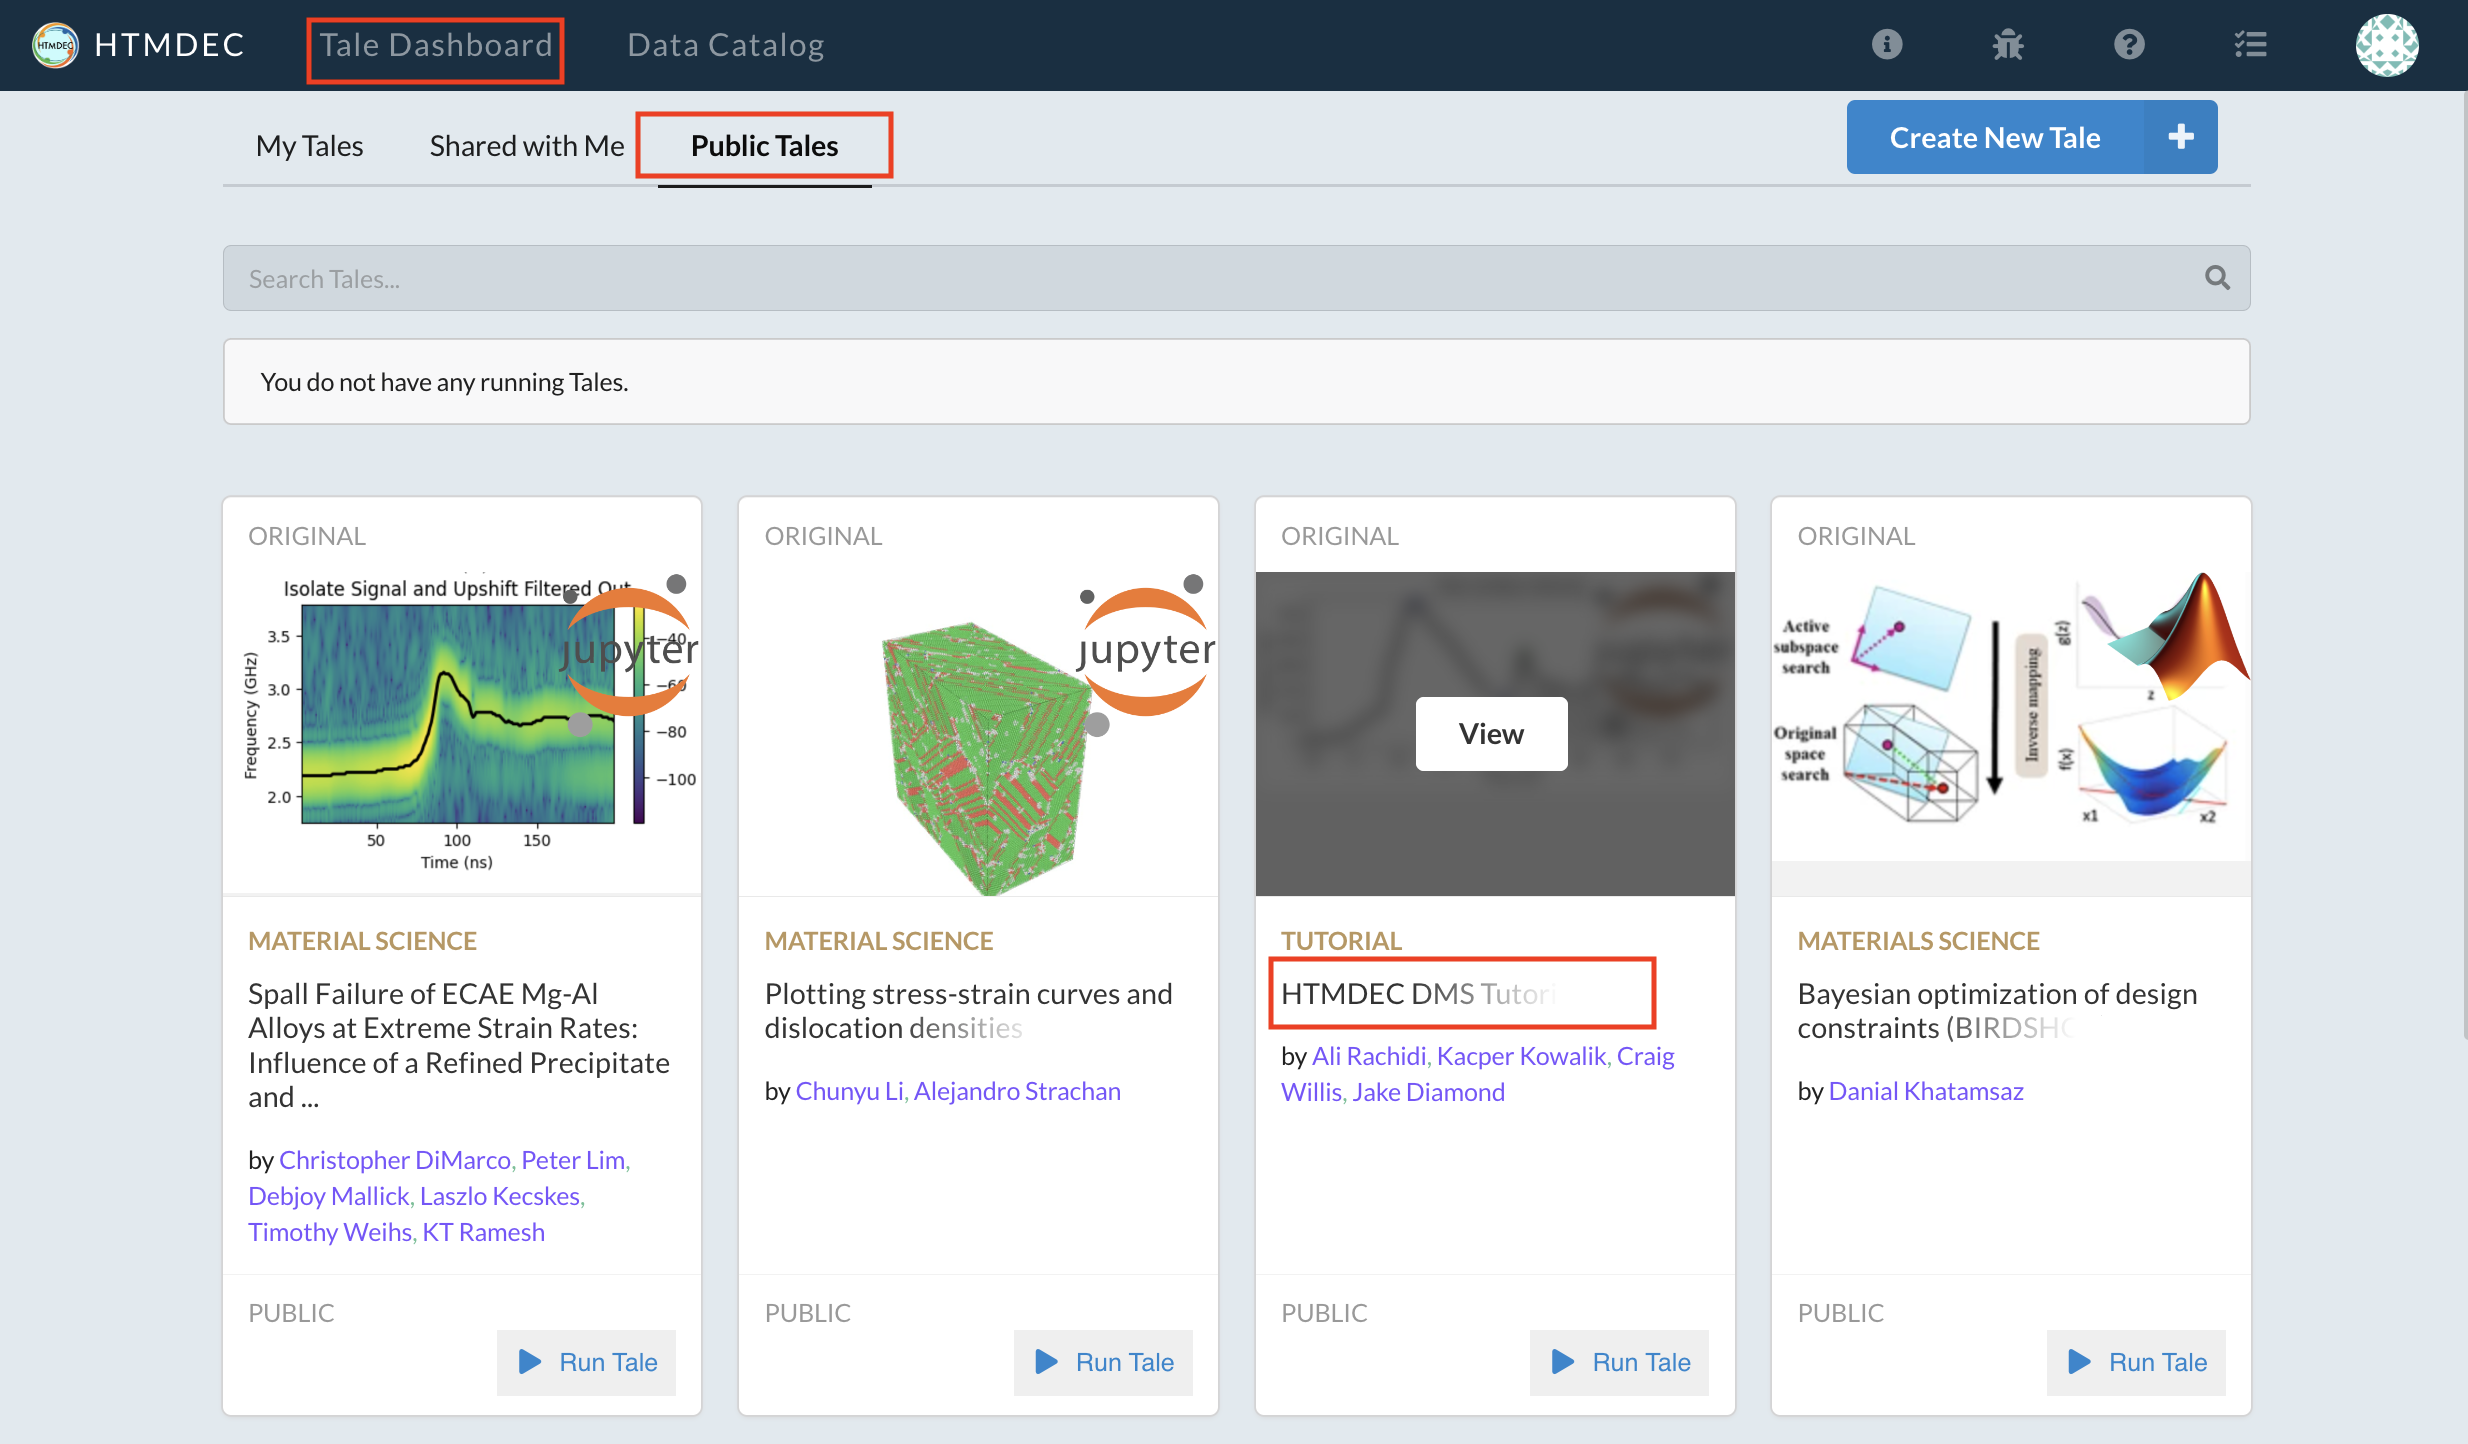 HTMDEC
HTMDEC Tale Dashboard Data Catalog
My Tales Shared with Me Public Tales Create New Tale
Search Tales...
You do not have any running Tales.
ORIGINAL
Isolate Signal and Upshift Filtered Out
jupyter
Frequency (GHz)
3.5
3.0
2.5
2.0
50 100 150
Time (ns)
−40
−60
−80
−100
MATERIAL SCIENCE
Spall Failure of ECAE Mg-Al
Alloys at Extreme Strain Rates:
Influence of a Refined Precipitate
and ...
by Christopher DiMarco, Peter Lim,
Debjoy Mallick, Laszlo Kecskes,
Timothy Weihs, KT Ramesh
PUBLIC
Run Tale
ORIGINAL
jupyter
MATERIAL SCIENCE
Plotting stress-strain curves and
dislocation densities
by Chunyu Li, Alejandro Strachan
PUBLIC
Run Tale
ORIGINAL
View
TUTORIAL
HTMDEC DMS Tutori
by Ali Rachidi, Kacper Kowalik, Craig
Willis, Jake Diamond
PUBLIC
Run Tale
ORIGINAL
Active
subspace
search
Original
space
search
Inverse mapping
g(z)
z
f(x)
x1 x2
MATERIALS SCIENCE
Bayesian optimization of design
constraints (BIRDSHO
by Danial Khatamsaz
PUBLIC
Run Tale